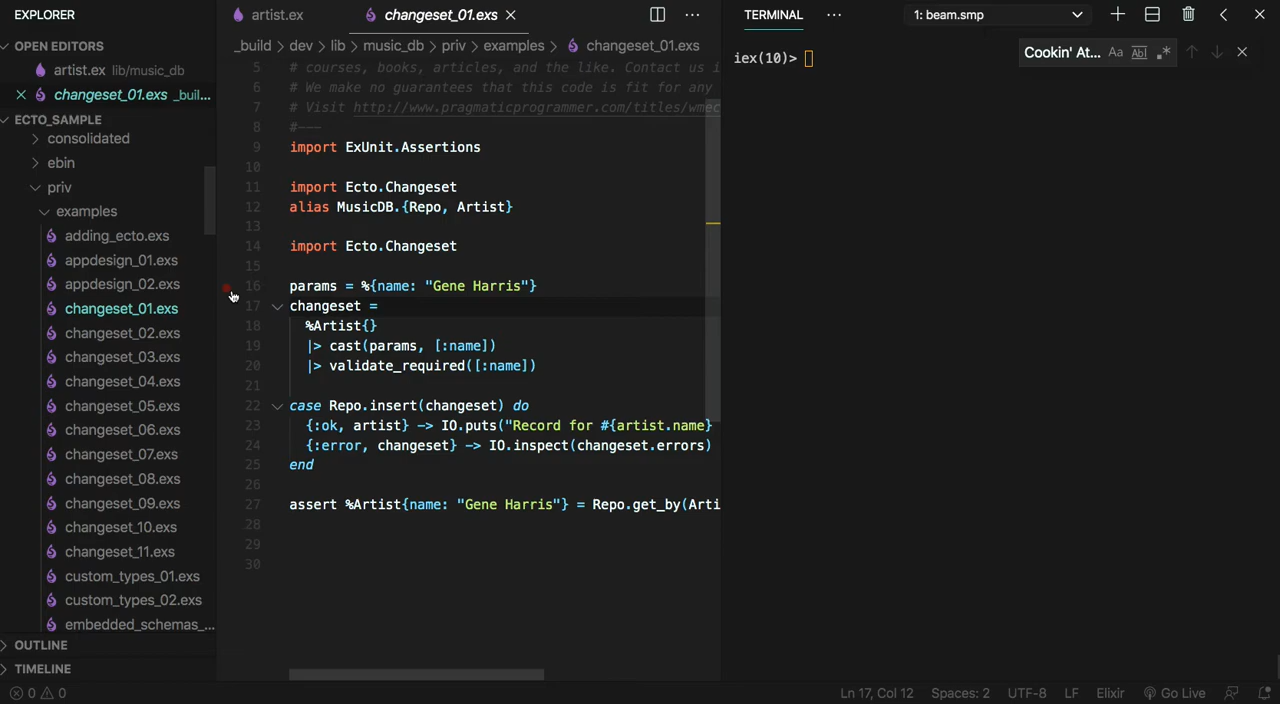 EXPLORER
OPEN EDITORS
artist.ex lib/music_db
changeset_01.exs _buil...
ECTO_SAMPLE
consolidated
ebin
priv
examples
adding_ecto.exs
appdesign_01.exs
appdesign_02.exs
changeset_01.exs
changeset_02.exs
changeset_03.exs
changeset_04.exs
changeset_05.exs
changeset_06.exs
changeset_07.exs
changeset_08.exs
changeset_09.exs
changeset_10.exs
changeset_11.exs
custom_types_01.exs
custom_types_02.exs
embedded_schemas_...
OUTLINE
TIMELINE
artist.ex changeset_01.exs
_build > dev > lib > music_db > priv > examples > changeset_01.exs
5 # courses, books, articles, and the like. Contact us i
6 # We make no guarantees that this code is fit for any
7 # Visit http://www.pragmaticprogrammer.com/titles/wmec
8 #---
9 import ExUnit.Assertions
10
11 import Ecto.Changeset
12 alias MusicDB.{Repo, Artist}
13
14 import Ecto.Changeset
15
16 params = %{name: "Gene Harris"}
17 changeset =
18 %Artist{}
19 |> cast(params, [:name])
20 |> validate_required([:name])
21
22 case Repo.insert(changeset) do
23 {:ok, artist} -> IO.puts("Record for #{artist.name}
24 {:error, changeset} -> IO.inspect(changeset.errors)
25 end
26
27 assert %Artist{name: "Gene Harris"} = Repo.get_by(Arti
28
29
30
TERMINAL ... 1: beam.smp
Cookin' At... Aa Abl .*
iex(10)>
0 0 Ln 17, Col 12 Spaces: 2 UTF-8 LF Elixir Go Live